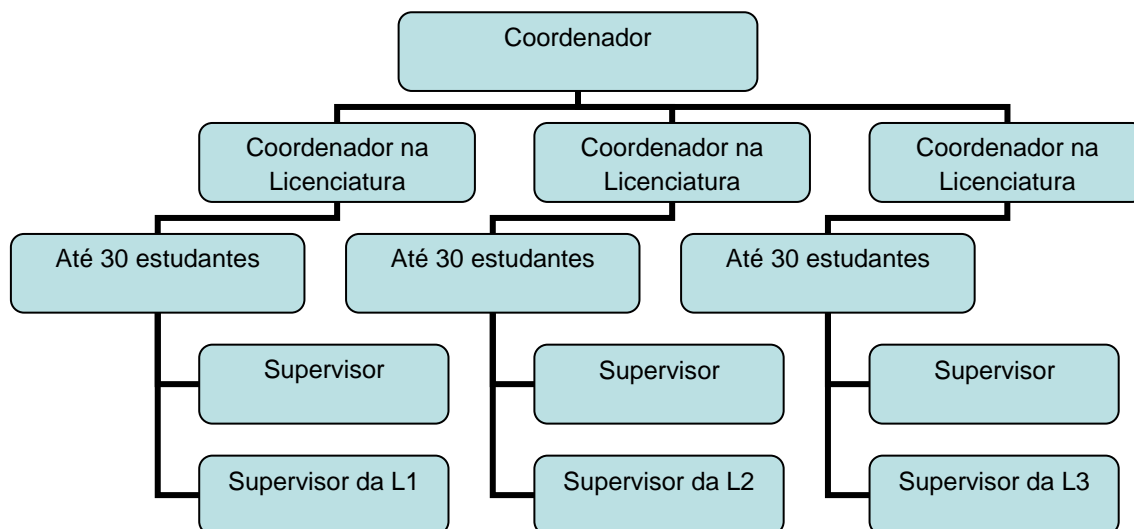 Coordenador
Coordenador na
Licenciatura
Coordenador na
Licenciatura
Coordenador na
Licenciatura
Até 30 estudantes
Até 30 estudantes
Até 30 estudantes
Supervisor
Supervisor
Supervisor
Supervisor da L1
Supervisor da L2
Supervisor da L3